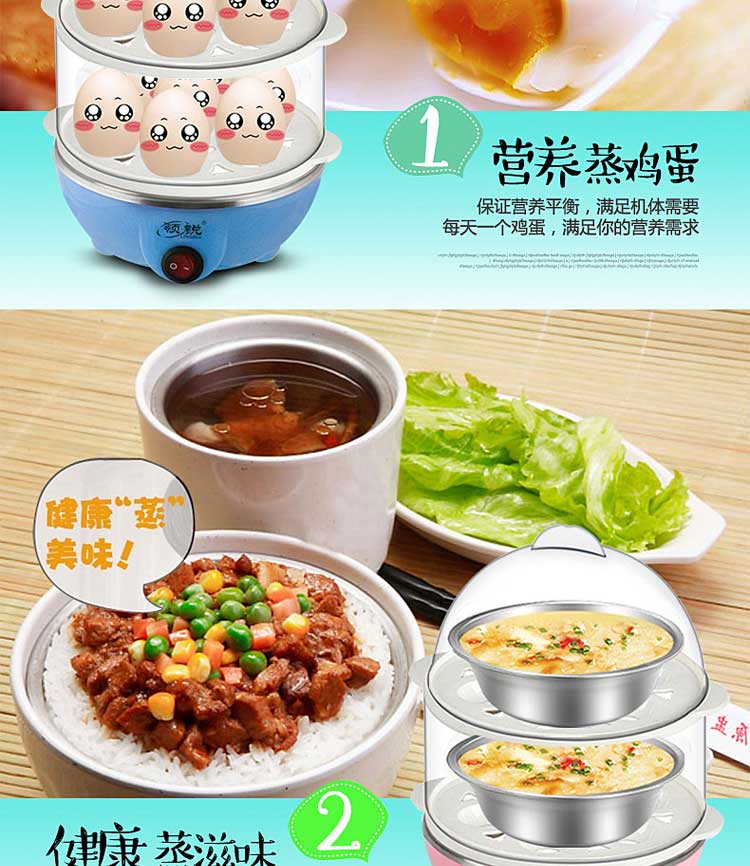 1
营养蒸鸡蛋
保证营养平衡，满足机体需要
每天一个鸡蛋，满足你的营养需求
领锐®
健康“蒸”
美味！
2
健康蒸滋味